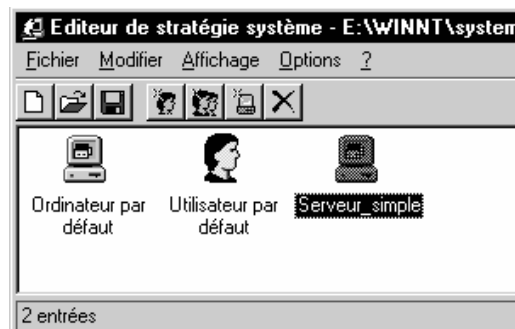 Editeur de stratégie système - E:\WINNT\system
Fichier Modifier Affichage Options ?
Ordinateur par défaut
Utilisateur par défaut
Serveur_simple
2 entrées